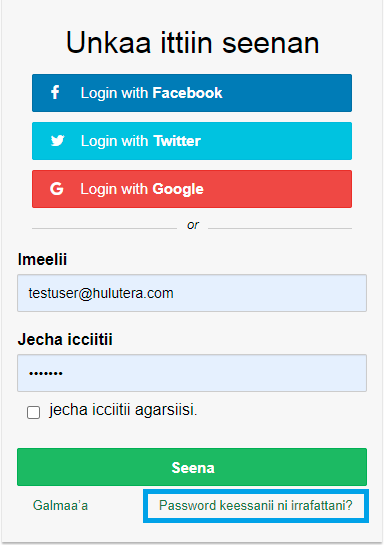 Unkaa ittiin seenan
Login with Facebook
Login with Twitter
Login with Google
or
Imeelii
testuser@hulutera.com
Jecha icciitii
•••••••
jecha icciitii agarsiisi.
Seena
Galmaa'a
Password keessanii ni irrafattani?